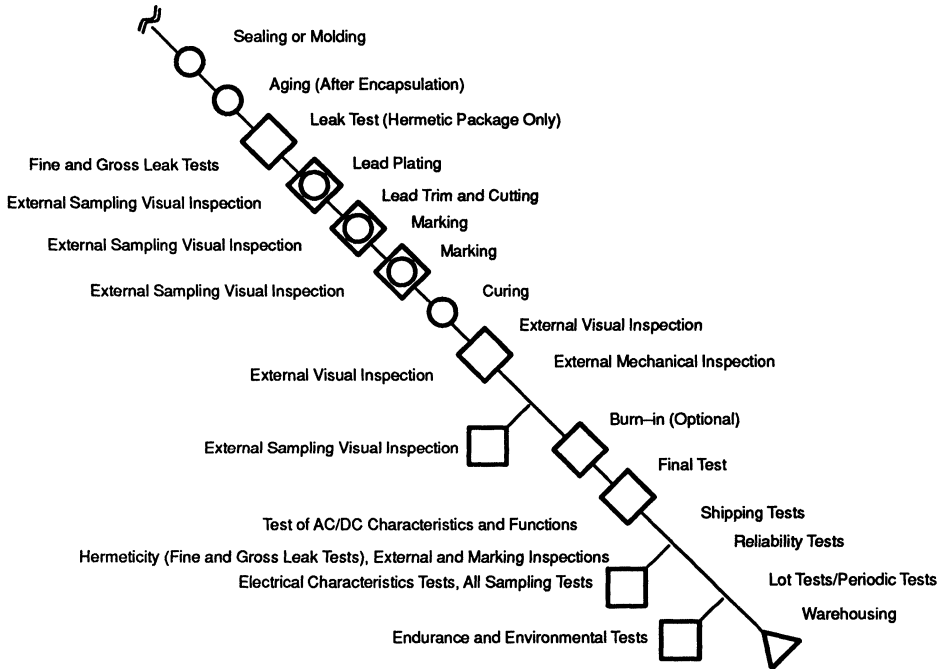 Sealing or Molding
Aging (After Encapsulation)
Leak Test (Hermetic Package Only)
Fine and Gross Leak Tests
Lead Plating
External Sampling Visual Inspection
Lead Trim and Cutting
Marking
External Sampling Visual Inspection
Marking
External Sampling Visual Inspection
Curing
External Visual Inspection
External Mechanical Inspection
External Visual Inspection
Burn–in (Optional)
External Sampling Visual Inspection
Final Test
Shipping Tests
Test of AC/DC Characteristics and Functions
Reliability Tests
Hermeticity (Fine and Gross Leak Tests), External and Marking Inspections
Electrical Characteristics Tests, All Sampling Tests
Lot Tests/Periodic Tests
Warehousing
Endurance and Environmental Tests